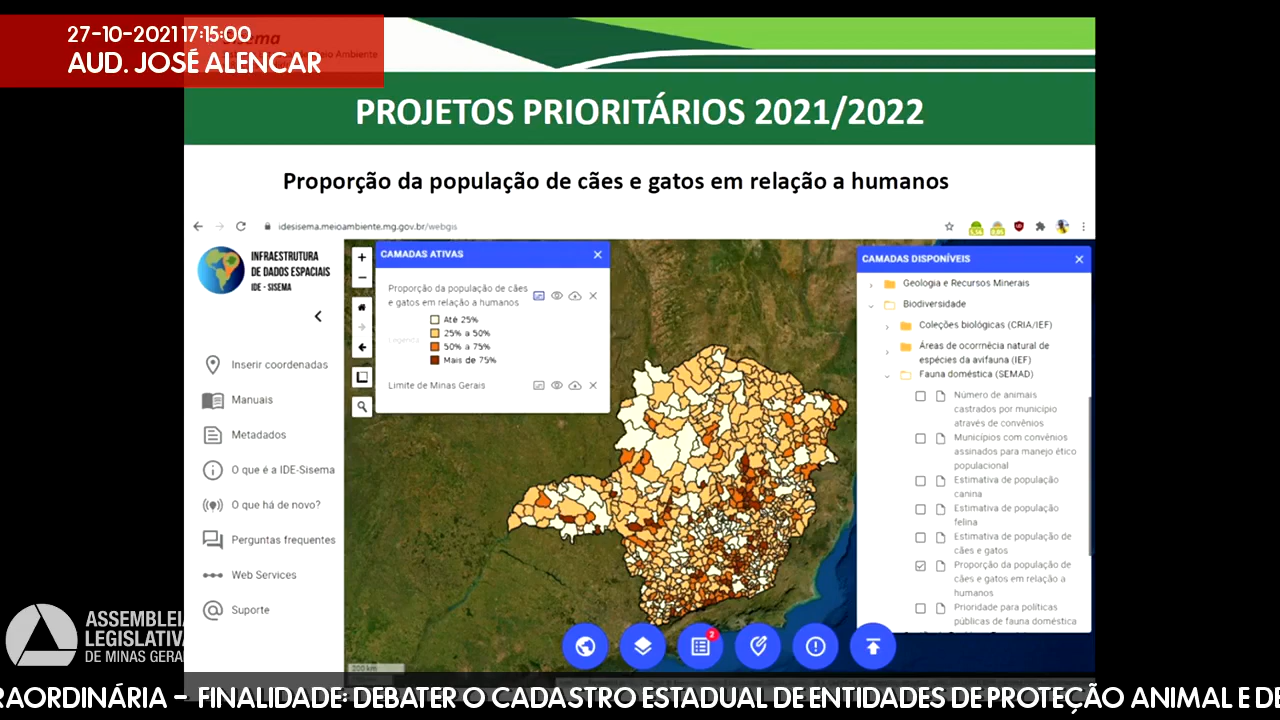 27-10-2021 17:15:00
AUD. JOSÉ ALENCAR
Sisema
Meio Ambiente
PROJETOS PRIORITÁRIOS 2021/2022
Proporção da população de cães e gatos em relação a humanos
idesisema.meioambiente.mg.gov.br/webgis
INFRAESTRUTURA
DE DADOS ESPACIAIS
IDE - SISEMA
Inserir coordenadas
Manuais
Metadados
O que é a IDE-Sisema
O que há de novo?
Perguntas frequentes
Web Services
Suporte
CAMADAS ATIVAS
Proporção da população de cães
e gatos em relação a humanos
Legenda
Até 25%
25% a 50%
50% a 75%
Mais de 75%
Limite de Minas Gerais
CAMADAS DISPONÍVEIS
Geologia e Recursos Minerais
Biodiversidade
Coleções biológicas (CRIA/IEF)
Áreas de ocorrnêcia natural de
espécies da avifauna (IEF)
Fauna doméstica (SEMAD)
Número de animais
castrados por município
através de convênios
Municípios com convênios
assinados para manejo ético
populacional
Estimativa de população
canina
Estimativa de população
felina
Estimativa de população de
cães e gatos
Proporção da população de
cães e gatos em relação a
humanos
Prioridade para políticas
públicas de fauna doméstica
2
200 km
ASSEMBLEIA
LEGISLATIVA
DE MINAS GERAI
RAORDINÁRIA - FINALIDADE: DEBATER O CADASTRO ESTADUAL DE ENTIDADES DE PROTEÇÃO ANIMAL E DE